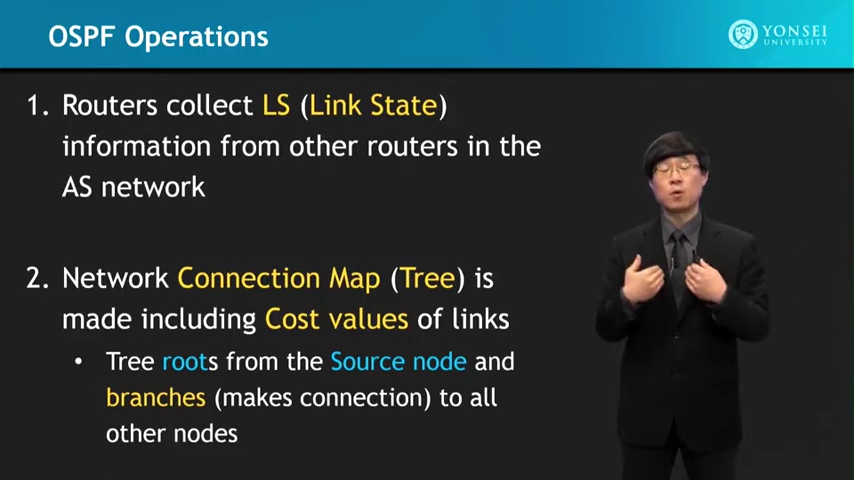 OSPF Operations
YONSEI
UNIVERSITY
1. Routers collect LS (Link State)
information from other routers in the
AS network
2. Network Connection Map (Tree) is
made including Cost values of links
• Tree roots from the Source node and
branches (makes connection) to all
other nodes